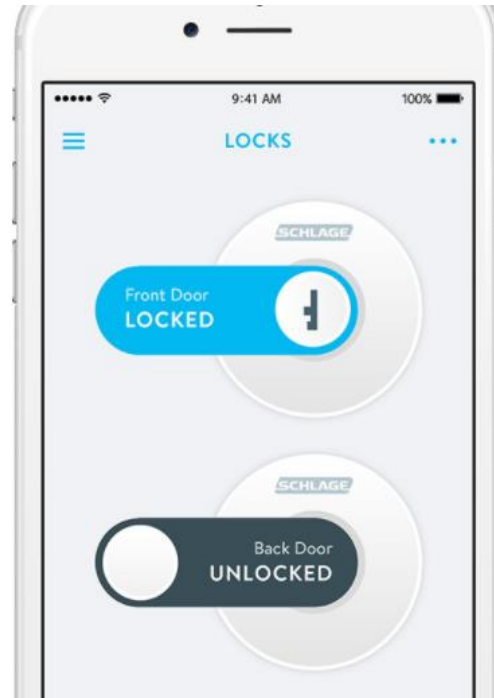 9:41 AM
100%
LOCKS
SCHLAGE
Front Door
LOCKED
SCHLAGE
Back Door
UNLOCKED